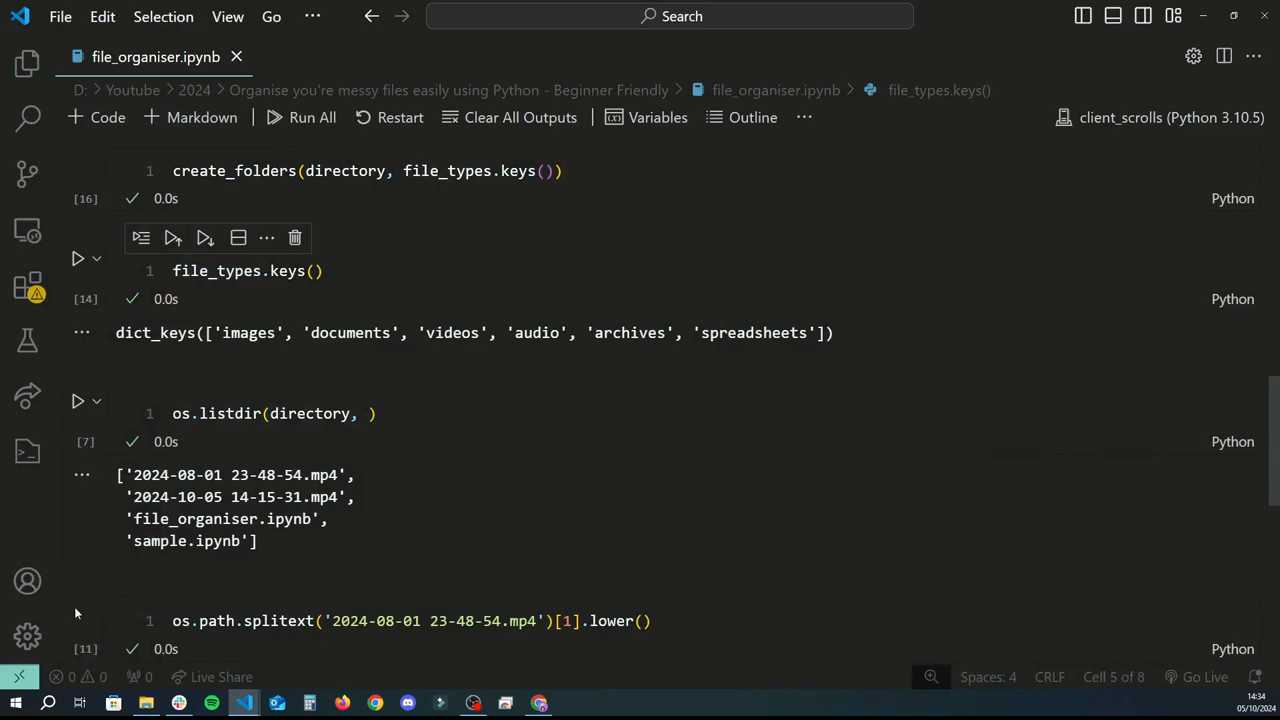 File Edit Selection View Go ··· Search
file_organiser.ipynb
D: > Youtube > 2024 > Organise you're messy files easily using Python - Beginner Friendly > file_organiser.ipynb > file_types.keys()
+ Code + Markdown Run All Restart Clear All Outputs Variables Outline ··· client_scrolls (Python 3.10.5)
1 create_folders(directory, file_types.keys())
[16] 0.0s Python
1 file_types.keys()
[14] 0.0s Python
··· dict_keys(['images', 'documents', 'videos', 'audio', 'archives', 'spreadsheets'])
1 os.listdir(directory, )
[7] 0.0s Python
··· ['2024-08-01 23-48-54.mp4',
'2024-10-05 14-15-31.mp4',
'file_organiser.ipynb',
'sample.ipynb']
1 os.path.splitext('2024-08-01 23-48-54.mp4')[1].lower()
[11] 0.0s Python
0 0 0 Live Share Spaces: 4 CRLF Cell 5 of 8 Go Live
14:34
05/10/2024